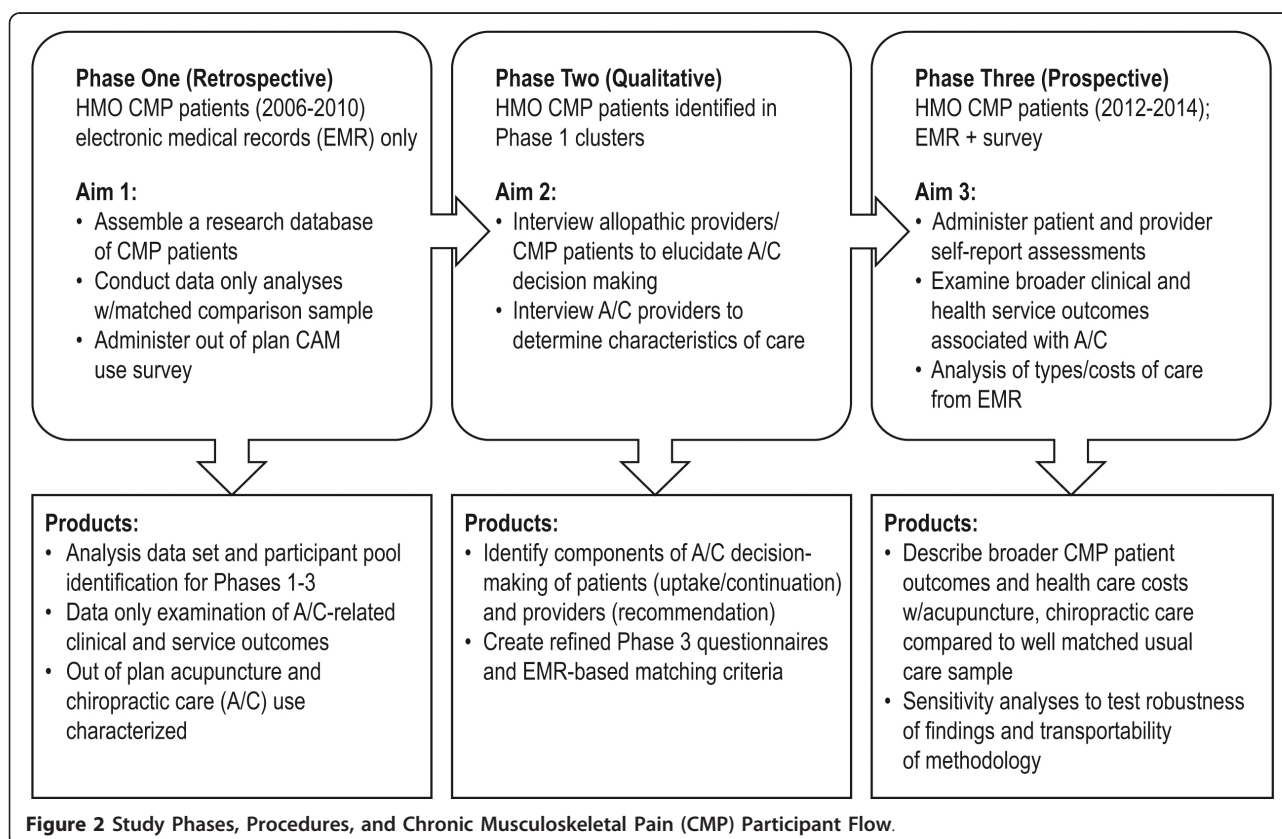 Phase One (Retrospective)
HMO CMP patients (2006-2010)
electronic medical records (EMR) only
Aim 1:
• Assemble a research database
of CMP patients
• Conduct data only analyses
w/matched comparison sample
• Administer out of plan CAM
use survey
Phase Two (Qualitative)
HMO CMP patients identified in
Phase 1 clusters
Aim 2:
• Interview allopathic providers/
CMP patients to elucidate A/C
decision making
• Interview A/C providers to
determine characteristics of care
Phase Three (Prospective)
HMO CMP patients (2012-2014);
EMR + survey
Aim 3:
• Administer patient and provider
self-report assessments
• Examine broader clinical and
health service outcomes
associated with A/C
• Analysis of types/costs of care
from EMR
Products:
• Analysis data set and participant pool
identification for Phases 1-3
• Data only examination of A/C-related
clinical and service outcomes
• Out of plan acupuncture and
chiropractic care (A/C) use
characterized
Products:
• Identify components of A/C decision-
making of patients (uptake/continuation)
and providers (recommendation)
• Create refined Phase 3 questionnaires
and EMR-based matching criteria
Products:
• Describe broader CMP patient
outcomes and health care costs
w/acupuncture, chiropractic care
compared to well matched usual
care sample
• Sensitivity analyses to test robustness
of findings and transportability
of methodology
Figure 2 Study Phases, Procedures, and Chronic Musculoskeletal Pain (CMP) Participant Flow.